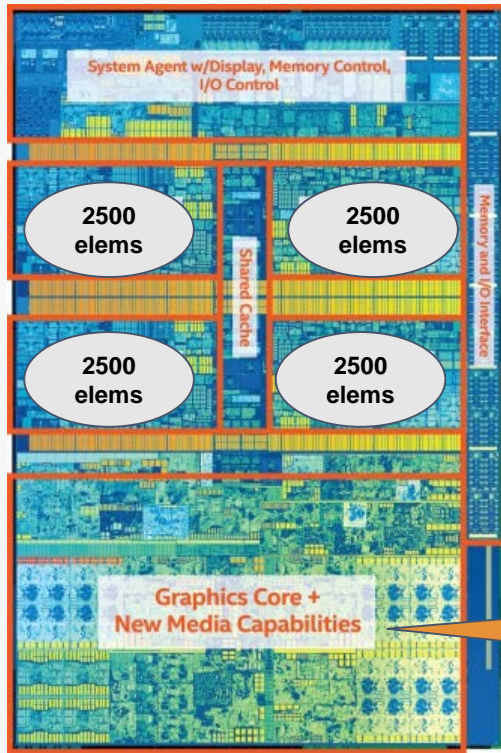 System Agent w/Display, Memory Control,
I/O Control
2500
elems
2500
elems
Shared Cache
Memory and I/O Interface
2500
elems
2500
elems
Graphics Core +
New Media Capabilities